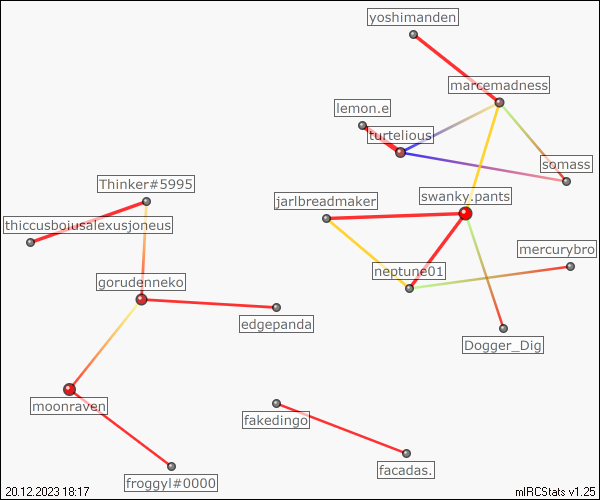 yoshimanden
marcemadness
lemon.e
turtelious
somass
Thinker#5995
swanky.pants
jarlbreadmaker
thiccusboiusalexusjoneus
mercurybro
neptune01
gorudenneko
edgepanda
Dogger_Dig
moonraven
fakedingo
facadas.
froggyl#0000
20.12.2023 18:17
mIRCStats v1.25